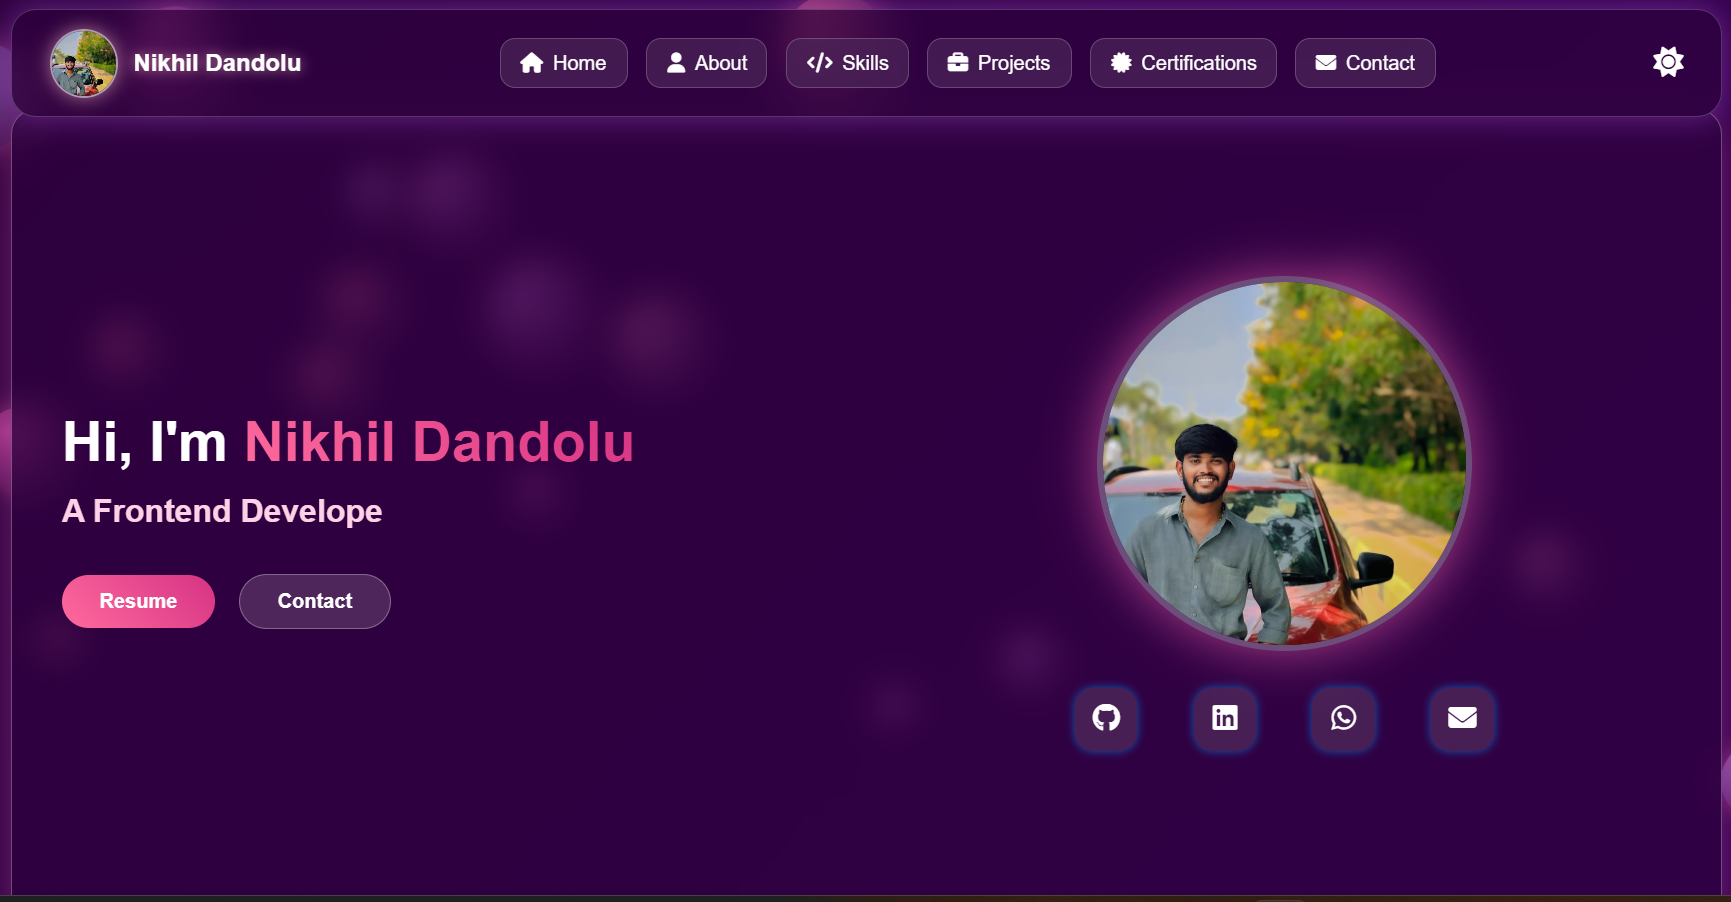 Nikhil Dandolu
Home
About
Skills
Projects
Certifications
Contact
Hi, I'm Nikhil Dandolu
A Frontend Develope
Resume
Contact